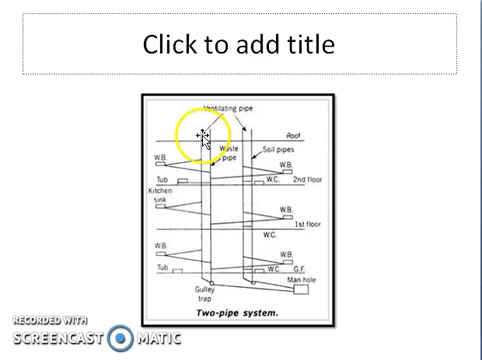 Click to add title
Ventilating pipe
Roof
Waste
pipe
Soil pipes
W.B.
W.B.
Tub
W.C.
2nd floor
Kitchen
sink
W.B.
W.B.
1st floor
W.C.
W.B.
W.B.
Tub
W.C.
G.F.
Man-hole
Gulley
trap
Two-pipe system.
RECORDED WITH
SCREENCAST MATIC